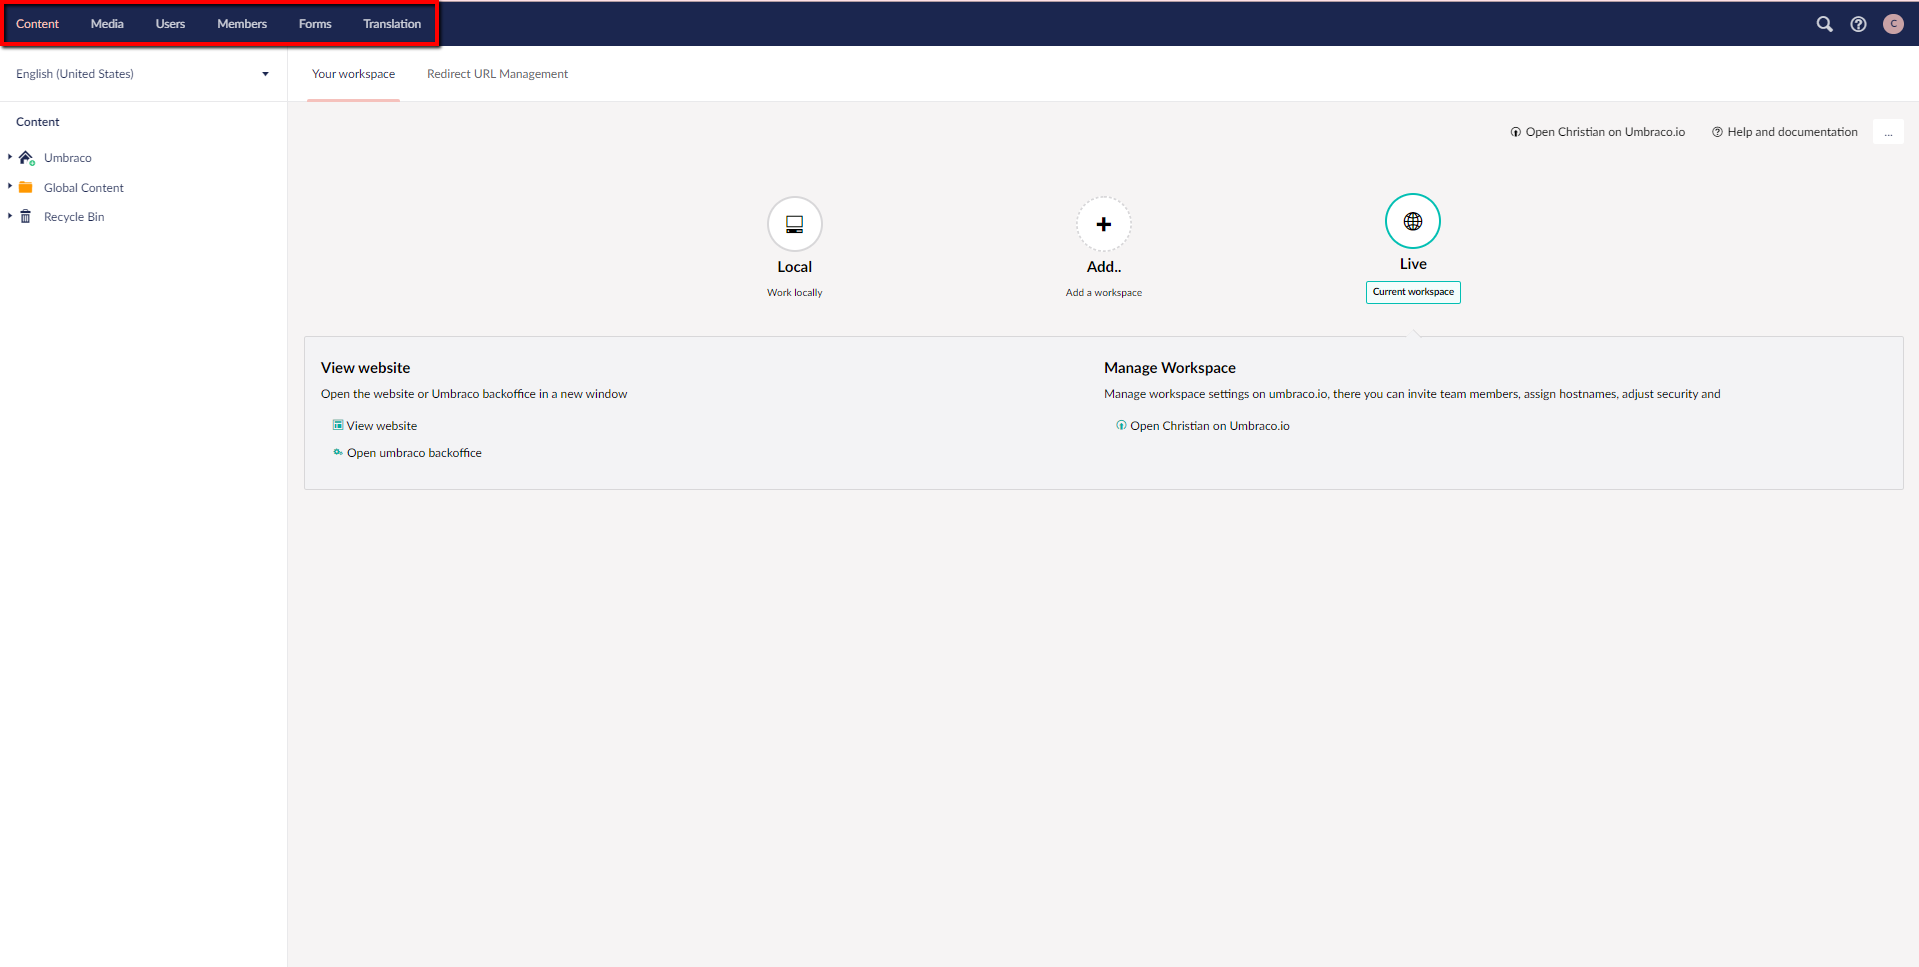 Content Media Users Members Forms Translation C
English (United States)
Your workspace Redirect URL Management
Content
Umbraco
Global Content
Recycle Bin
Open Christian on Umbraco.io Help and documentation ...
Local
Work locally
Add..
Add a workspace
Live
Current workspace
View website
Open the website or Umbraco backoffice in a new window
View website
Open umbraco backoffice
Manage Workspace
Manage workspace settings on umbraco.io, there you can invite team members, assign hostnames, adjust security and
Open Christian on Umbraco.io